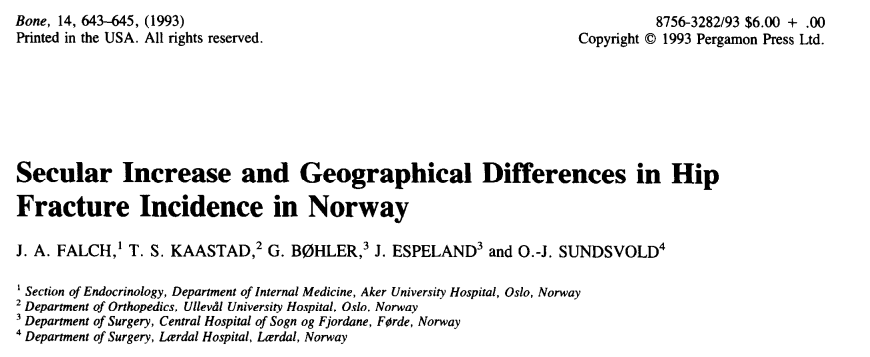 Bone, 14, 643–645, (1993)
8756-3282/93 $6.00 + .00
Printed in the USA. All rights reserved.
Copyright © 1993 Pergamon Press Ltd.
Secular Increase and Geographical Differences in Hip
Fracture Incidence in Norway
J. A. FALCH,¹ T. S. KAASTAD,² G. BØHLER,³ J. ESPELAND³ and O.-J. SUNDSVOLD⁴
¹ Section of Endocrinology, Department of Internal Medicine, Aker University Hospital, Oslo, Norway
² Department of Orthopedics, Ullevål University Hospital, Oslo, Norway
³ Department of Surgery, Central Hospital of Sogn og Fjordane, Førde, Norway
⁴ Department of Surgery, Lærdal Hospital, Lærdal, Norway